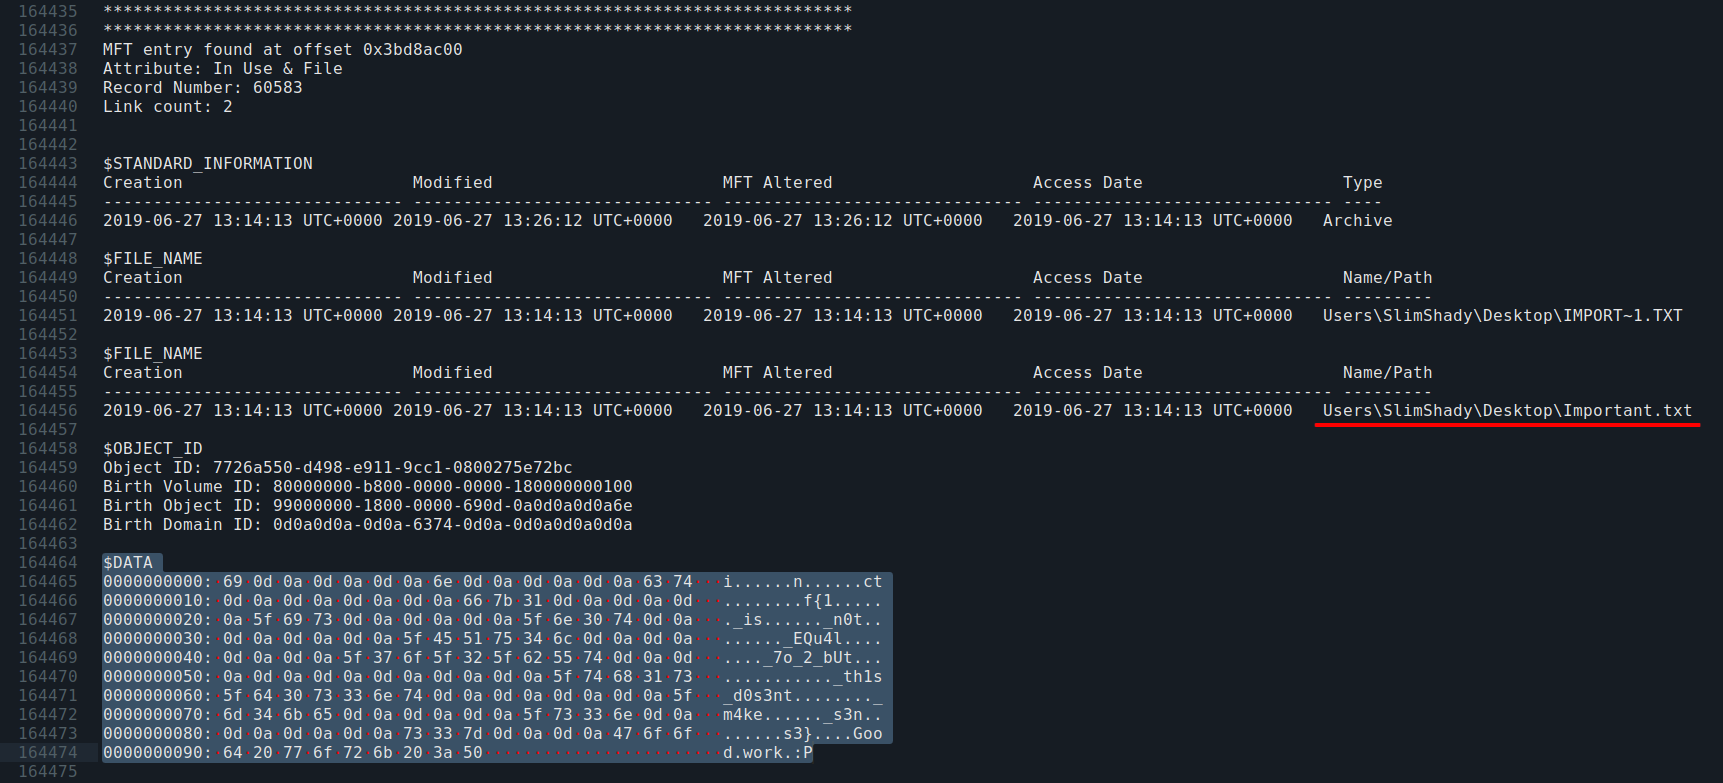 164435 ***************************************************************************
164436 ***************************************************************************
164437 MFT entry found at offset 0x3bd8ac00
164438 Attribute: In Use & File
164439 Record Number: 60583
164440 Link count: 2
164441
164442
164443 $STANDARD_INFORMATION
164444 Creation                       Modified                       MFT Altered                    Access Date                    Type
164445 ------------------------------ ------------------------------ ------------------------------ ------------------------------ ----
164446 2019-06-27 13:14:13 UTC+0000 2019-06-27 13:26:12 UTC+0000   2019-06-27 13:26:12 UTC+0000   2019-06-27 13:14:13 UTC+0000   Archive
164447
164448 $FILE_NAME
164449 Creation                       Modified                       MFT Altered                    Access Date                    Name/Path
164450 ------------------------------ ------------------------------ ------------------------------ ------------------------------ ---------
164451 2019-06-27 13:14:13 UTC+0000 2019-06-27 13:14:13 UTC+0000   2019-06-27 13:14:13 UTC+0000   2019-06-27 13:14:13 UTC+0000   Users\SlimShady\Desktop\IMPORT~1.TXT
164452
164453 $FILE_NAME
164454 Creation                       Modified                       MFT Altered                    Access Date                    Name/Path
164455 ------------------------------ ------------------------------ ------------------------------ ------------------------------ ---------
164456 2019-06-27 13:14:13 UTC+0000 2019-06-27 13:14:13 UTC+0000   2019-06-27 13:14:13 UTC+0000   2019-06-27 13:14:13 UTC+0000   Users\SlimShady\Desktop\Important.txt
164457
164458 $OBJECT_ID
164459 Object ID: 7726a550-d498-e911-9cc1-0800275e72bc
164460 Birth Volume ID: 80000000-b800-0000-0000-180000000100
164461 Birth Object ID: 99000000-1800-0000-690d-0a0d0a0d0a6e
164462 Birth Domain ID: 0d0a0d0a-0d0a-6374-0d0a-0d0a0d0a0d0a
164463
164464 $DATA
164465 0000000000: 69 0d 0a 0d 0a 0d 0a 6e 0d 0a 0d 0a 0d 0a 63 74   i......n......ct
164466 0000000010: 0d 0a 0d 0a 0d 0a 0d 0a 66 7b 31 0d 0a 0d 0a 0d   ........f{1.....
164467 0000000020: 0a 5f 69 73 0d 0a 0d 0a 0d 0a 5f 6e 30 74 0d 0a   ._is......_n0t..
164468 0000000030: 0d 0a 0d 0a 0d 0a 5f 45 51 75 34 6c 0d 0a 0d 0a   ......._EQu4l....
164469 0000000040: 0d 0a 0d 0a 5f 37 6f 5f 32 5f 62 55 74 0d 0a 0d   ...._7o_2_bUt...
164470 0000000050: 0a 0d 0a 0d 0a 0d 0a 0d 0a 0d 0a 5f 74 68 31 73   ..........._th1s
164471 0000000060: 5f 64 30 73 33 6e 74 0d 0a 0d 0a 0d 0a 0d 0a 5f   _d0s3nt........_
164472 0000000070: 6d 34 6b 65 0d 0a 0d 0a 0d 0a 5f 73 33 6e 0d 0a   m4ke......_s3n..
164473 0000000080: 0d 0a 0d 0a 0d 0a 73 33 7d 0d 0a 0d 0a 47 6f 6f   ......s3}....Goo
164474 0000000090: 64 20 77 6f 72 6b 20 3a 50                        d.work.:P
164475